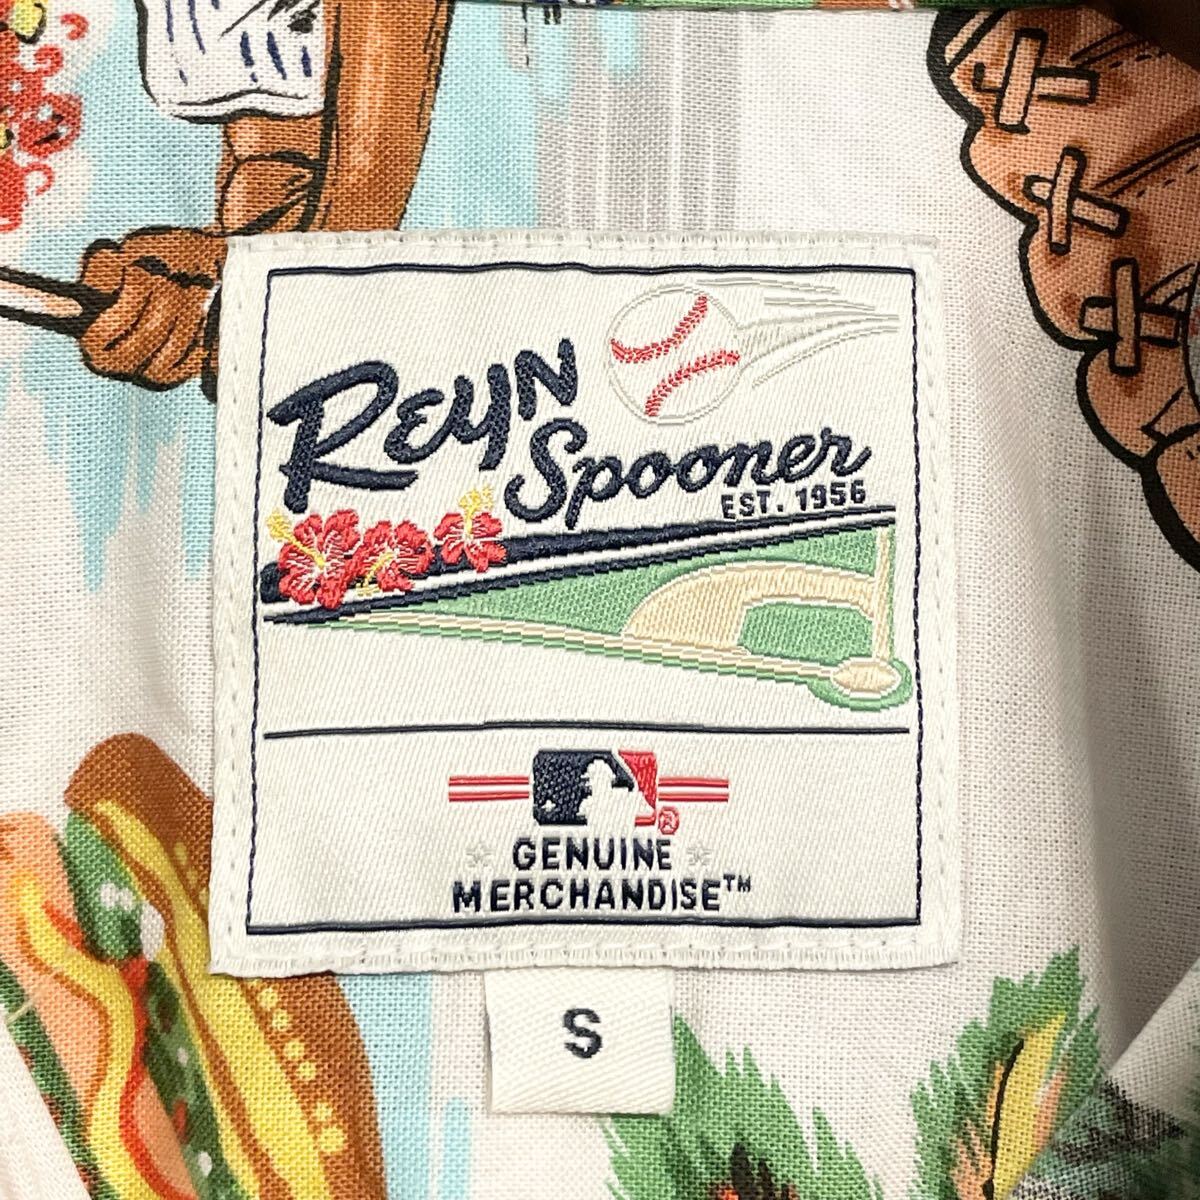 REYN
Spooner
EST. 1956
®
GENUINE
MERCHANDISE™
S